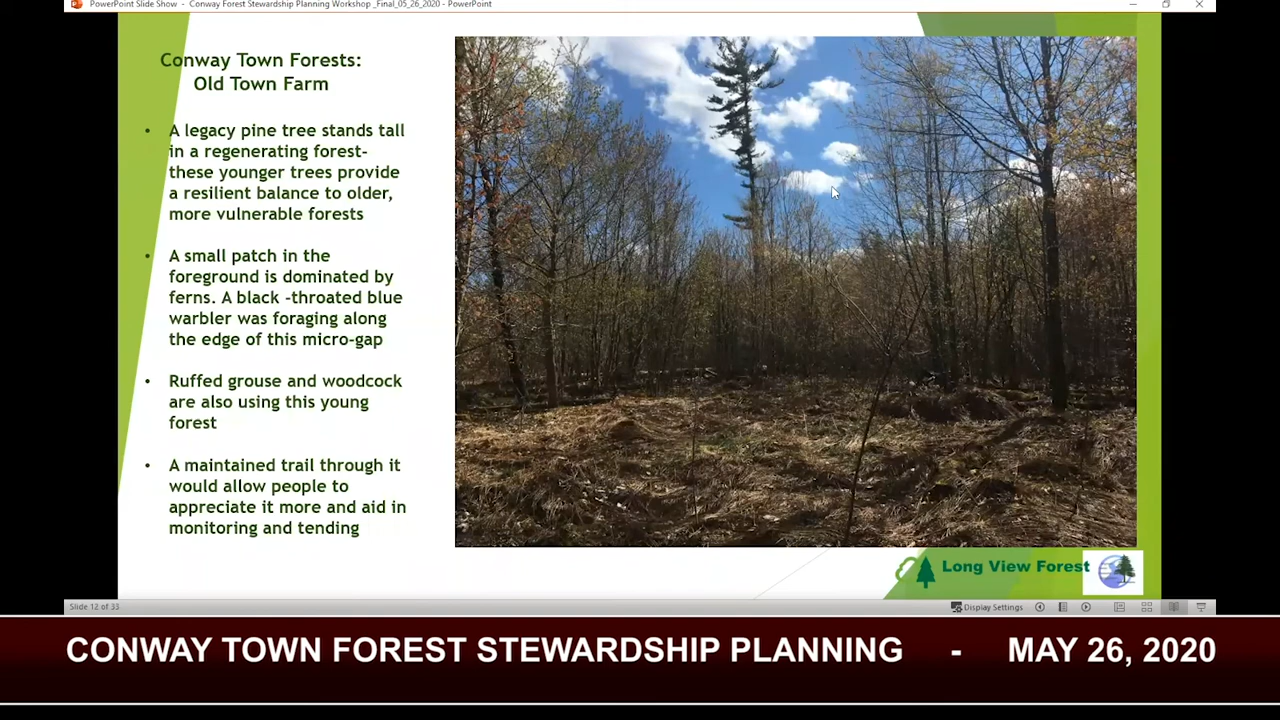 PowerPoint Slide Show - Conway Forest Stewardship Planning Workshop _Final_05_26_2020 - PowerPoint
Conway Town Forests:
Old Town Farm
• A legacy pine tree stands tall
in a regenerating forest-
these younger trees provide
a resilient balance to older,
more vulnerable forests
• A small patch in the
foreground is dominated by
ferns. A black -throated blue
warbler was foraging along
the edge of this micro-gap
• Ruffed grouse and woodcock
are also using this young
forest
• A maintained trail through it
would allow people to
appreciate it more and aid in
monitoring and tending
Long View Forest
Slide 12 of 33
Display Settings
CONWAY TOWN FOREST STEWARDSHIP PLANNING - MAY 26, 2020